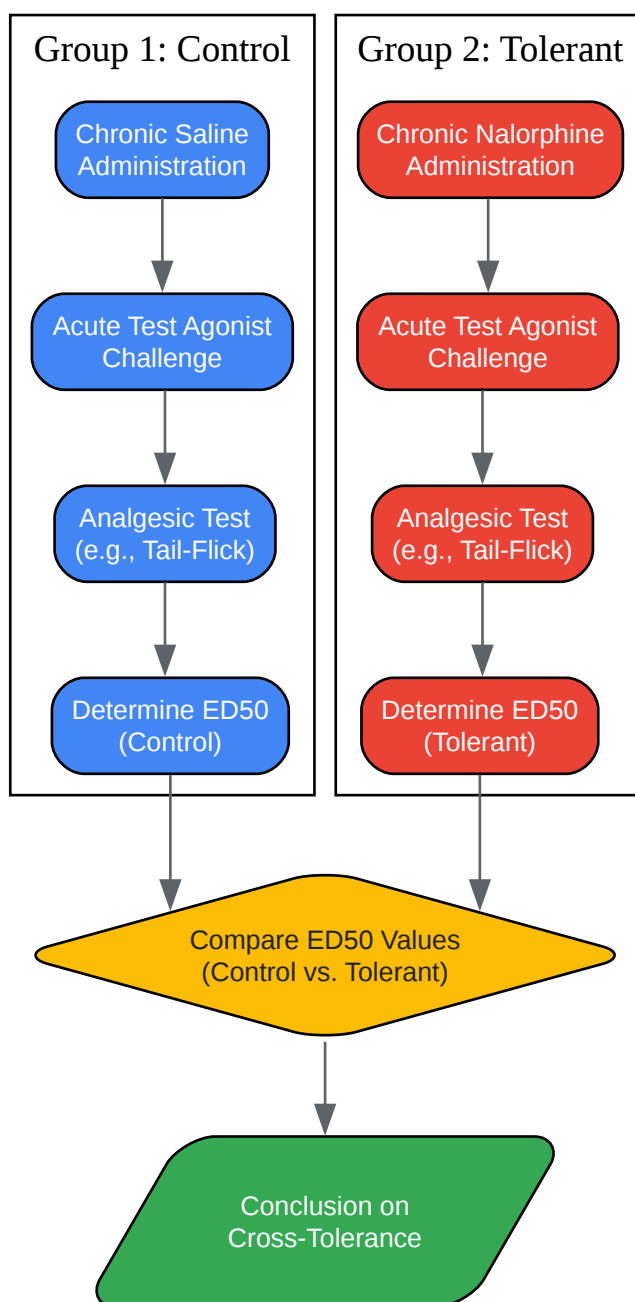 Group 1: Control
Chronic Saline
Administration
Acute Test Agonist
Challenge
Analgesic Test
(e.g., Tail-Flick)
Determine ED50
(Control)
Group 2: Tolerant
Chronic Nalorphine
Administration
Acute Test Agonist
Challenge
Analgesic Test
(e.g., Tail-Flick)
Determine ED50
(Tolerant)
Compare ED50 Values
(Control vs. Tolerant)
Conclusion on
Cross-Tolerance